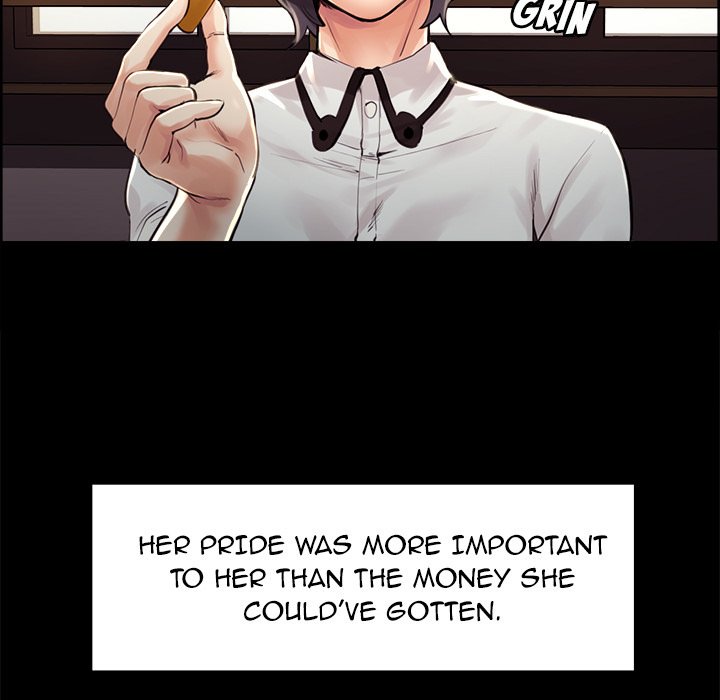 GRIN
HER PRIDE WAS MORE IMPORTANT
TO HER THAN THE MONEY SHE
COULD'VE GOTTEN.